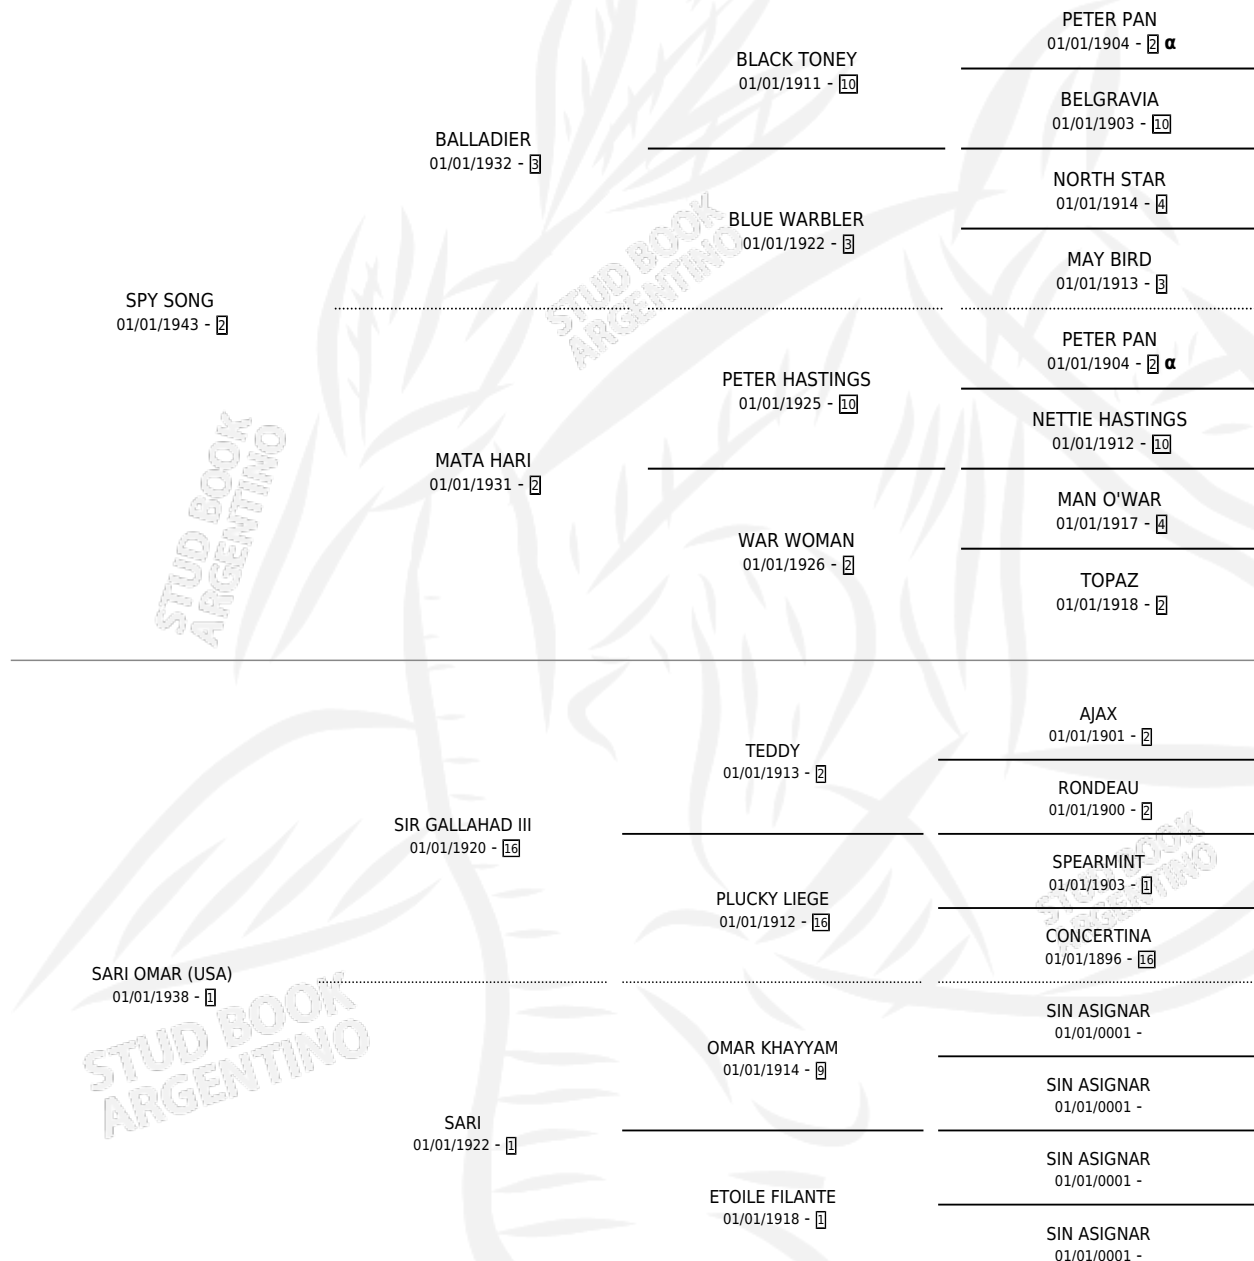 PETER PAN
01/01/1904 - 2 α
BLACK TONEY
01/01/1911 - 10
BELGRAVIA
01/01/1903 - 10
BALLADIER
01/01/1932 - 3
NORTH STAR
01/01/1914 - 4
BLUE WARBLER
01/01/1922 - 3
MAY BIRD
01/01/1913 - 3
STUD BOOK
ARGENTINO
SPY SONG
01/01/1943 - 2
PETER PAN
01/01/1904 - 2 α
PETER HASTINGS
01/01/1925 - 10
NETTIE HASTINGS
01/01/1912 - 10
MATA HARI
01/01/1931 - 2
MAN O'WAR
01/01/1917 - 4
WAR WOMAN
01/01/1926 - 2
TOPAZ
01/01/1918 - 2
STUD BOOK
ARGENTINO
AJAX
01/01/1901 - 2
TEDDY
01/01/1913 - 2
RONDEAU
01/01/1900 - 2
SIR GALLAHAD III
01/01/1920 - 16
SPEARMINT
01/01/1903 - 1
PLUCKY LIEGE
01/01/1912 - 16
CONCERTINA
01/01/1896 - 16
STUD BOOK
ARGENTINO
SARI OMAR (USA)
01/01/1938 - 1
SIN ASIGNAR
01/01/0001 -
OMAR KHAYYAM
01/01/1914 - 9
SIN ASIGNAR
01/01/0001 -
SARI
01/01/1922 - 1
SIN ASIGNAR
01/01/0001 -
ETOILE FILANTE
01/01/1918 - 1
SIN ASIGNAR
01/01/0001 -
STUD BOOK
ARGENTINO